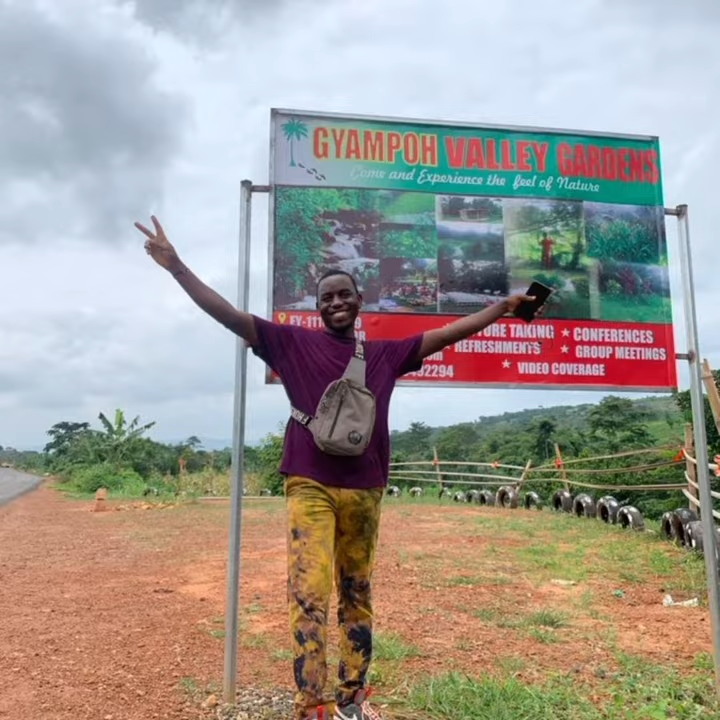 GYAMPOH VALLEY GARDENS
Come and Experience the feel of Nature
REFRESHMENTS
★ CONFERENCES
★ GROUP MEETINGS
★ VIDEO COVERAGE